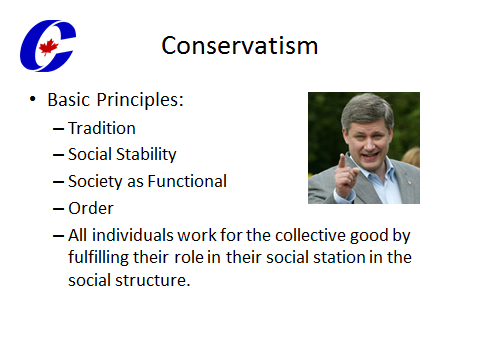 Conservatism
• Basic Principles:
– Tradition
– Social Stability
– Society as Functional
– Order
– All individuals work for the collective good by
fulfilling their role in their social station in the
social structure.